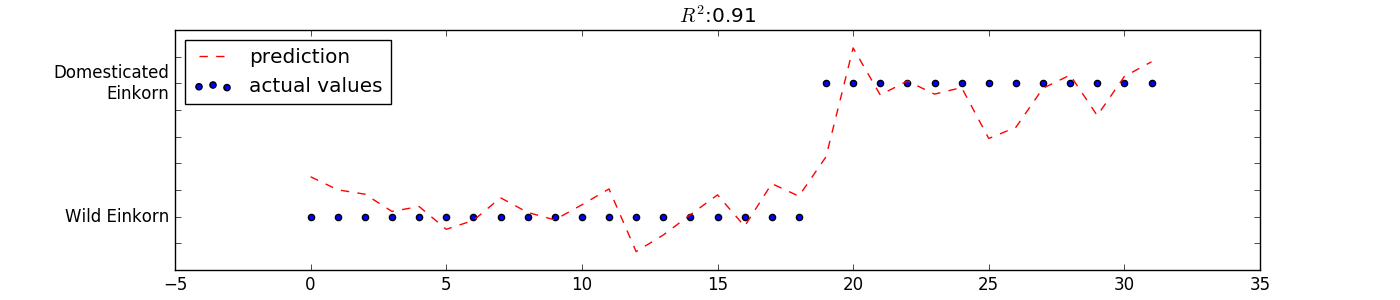 R²:0.91
prediction
actual values
Domesticated
Einkorn
Wild Einkorn
−5 0 5 10 15 20 25 30 35